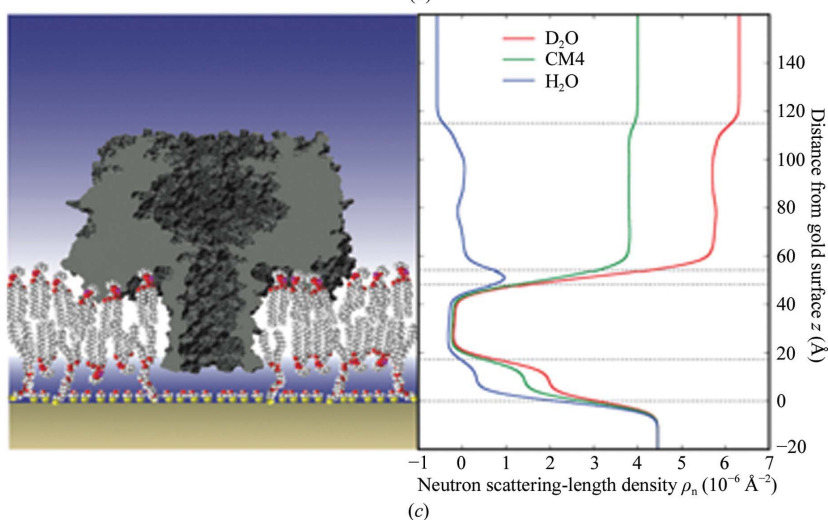 D₂O
CM4
H₂O
140
120
100
80
60
40
20
0
−20
Distance from gold surface z (Å)
−1 0 1 2 3 4 5 6 7
Neutron scattering-length density ρₙ (10⁻⁶ Å⁻²)
(c)